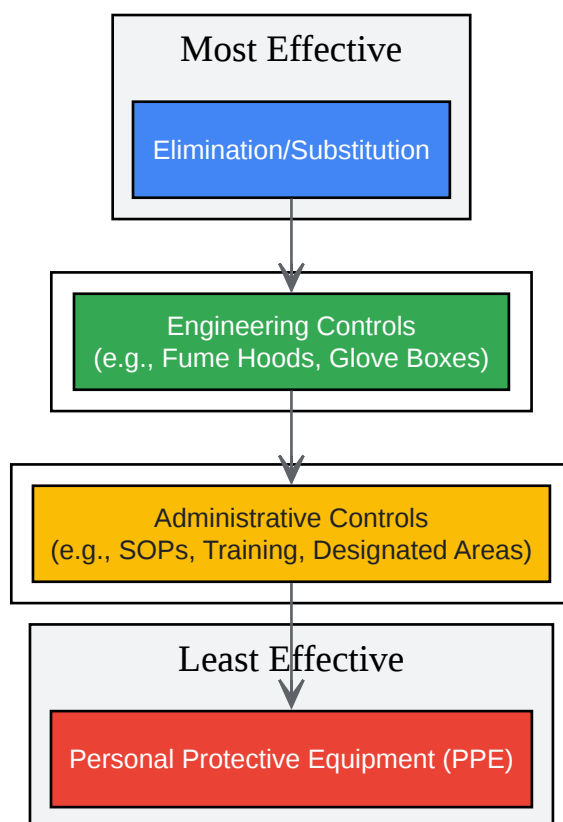 Most Effective
Elimination/Substitution
Engineering Controls
(e.g., Fume Hoods, Glove Boxes)
Administrative Controls
(e.g., SOPs, Training, Designated Areas)
Least Effective
Personal Protective Equipment (PPE)